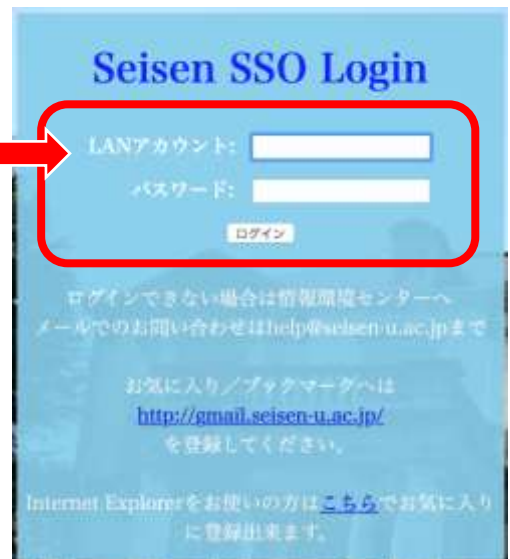 Seisen SSO Login
LANアカウント:
パスワード:
ログイン
ログインできない場合は情報環境センターへ
メールでのお問い合わせはhelp@seisen-u.ac.jpまで
お気に入り／ブックマークへは
http://gmail.seisen-u.ac.jp/
を登録してください。
Internet Explorerをお使いの方はこちらでお気に入り
に登録出来ます。